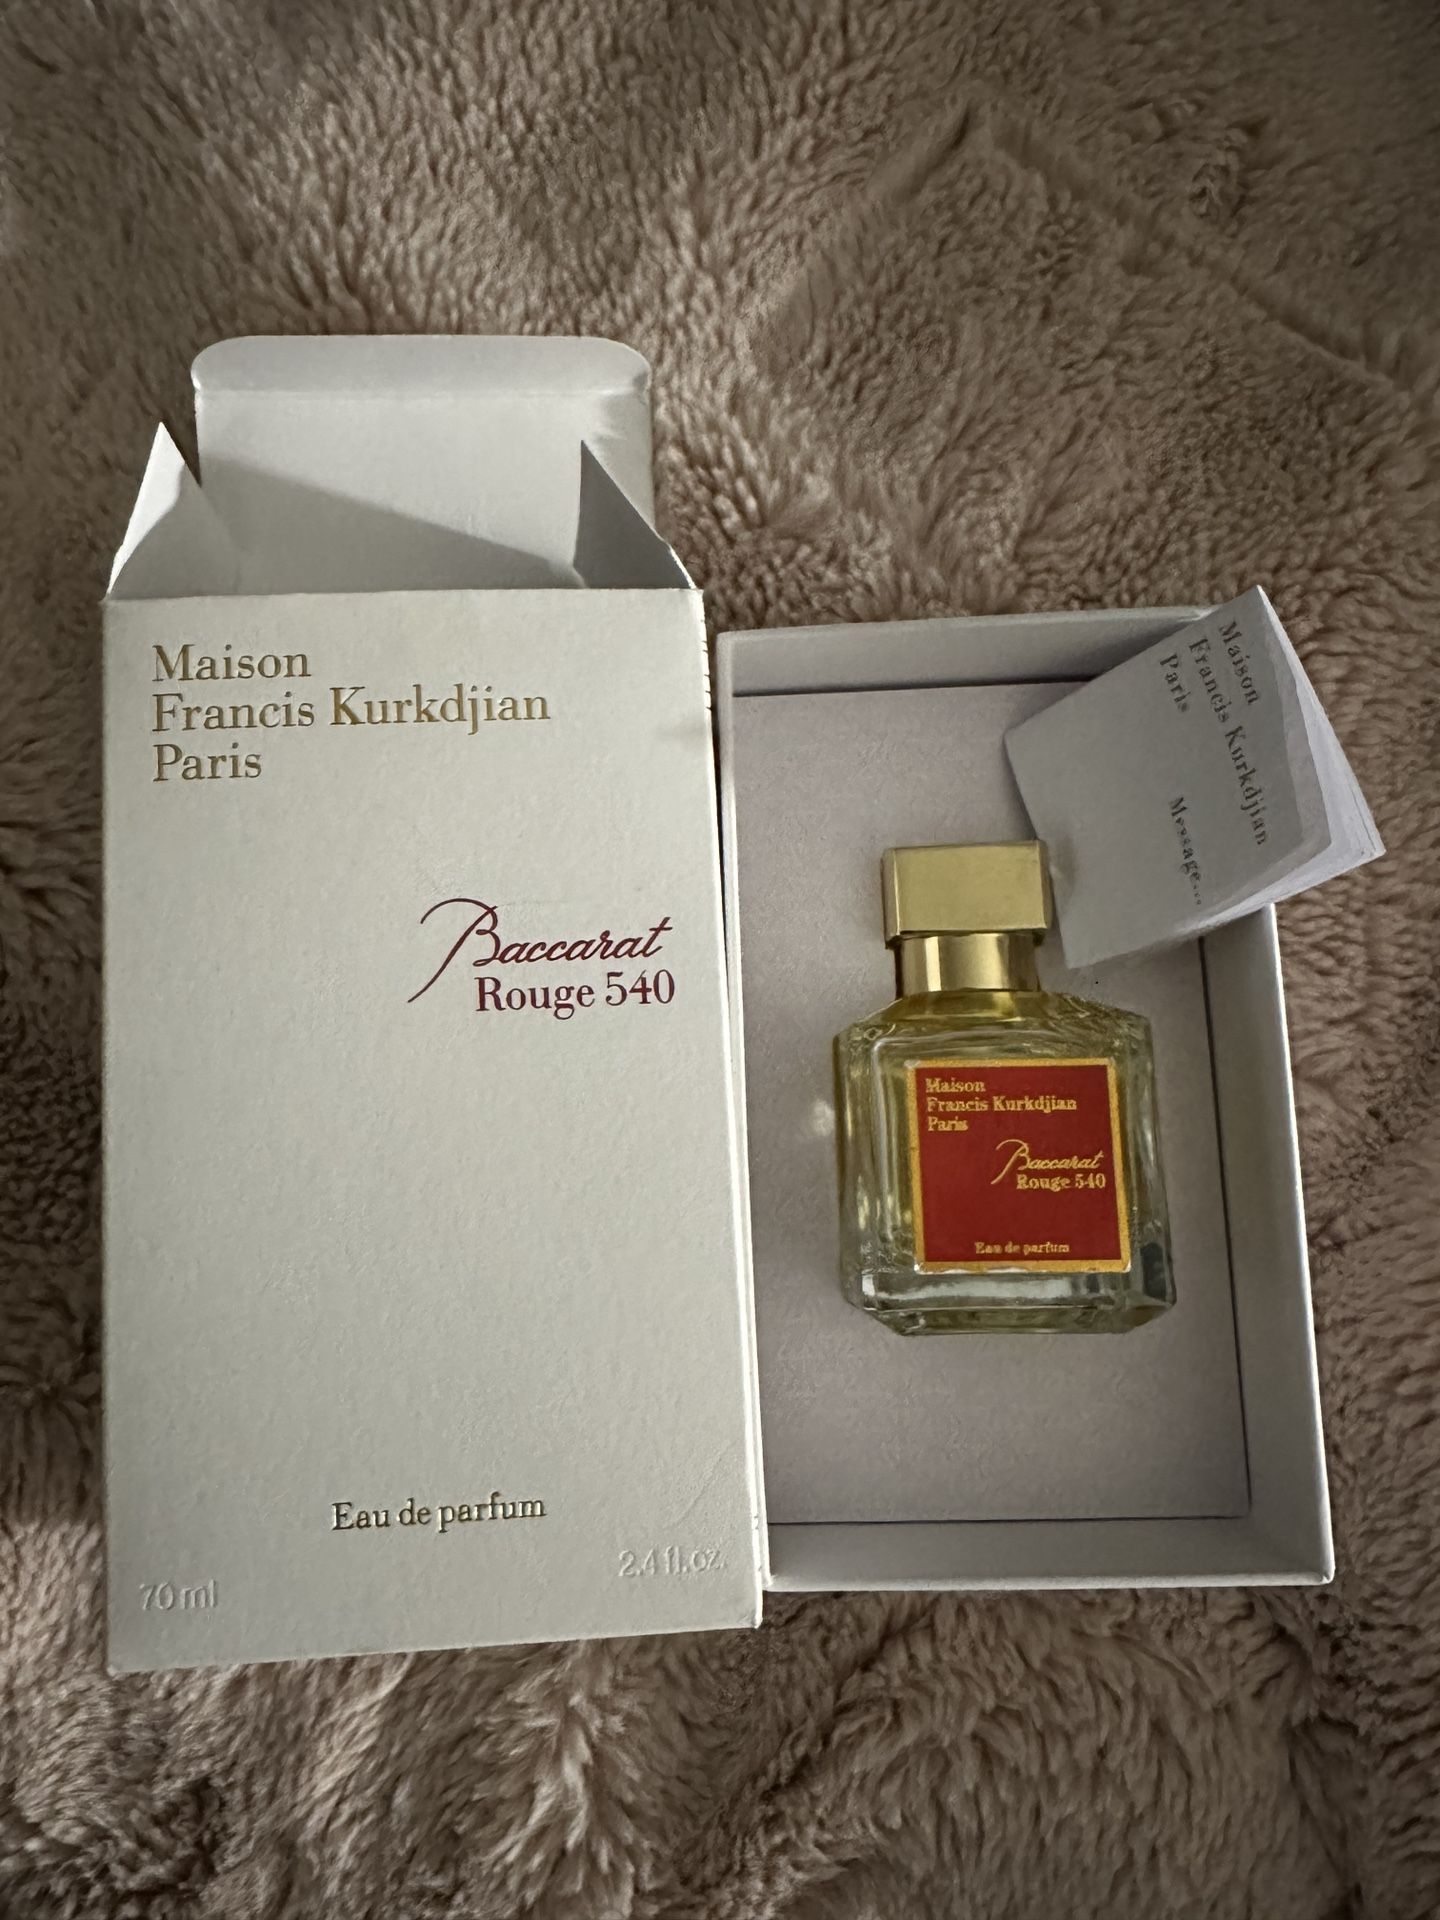 Maison
Francis Kurkdjian
Paris
Baccarat
Rouge 540
Eau de parfum
70 ml
2.4 fl.oz.
Maison
Francis Kurkdjian
Paris
Message...
Maison
Francis Kurkdjian
Paris
Baccarat
Rouge 540
Eau de parfum